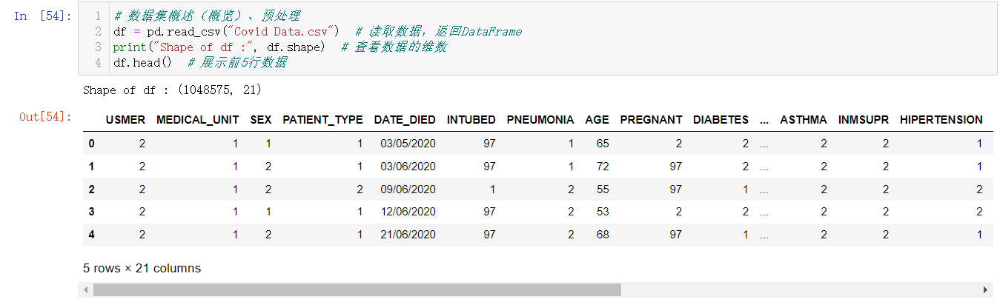 In [54]:
1 # 数据集概述（概览）、预处理
2 df = pd.read_csv("Covid Data.csv")  # 读取数据，返回DataFrame
3 print("Shape of df :", df.shape)  # 查看数据的维数
4 df.head()  # 展示前5行数据
Shape of df : (1048575, 21)
Out[54]:
USMER MEDICAL_UNIT SEX PATIENT_TYPE DATE_DIED INTUBED PNEUMONIA AGE PREGNANT DIABETES ... ASTHMA INMSUPR HIPERTENSION
0 2 1 1 1 03/05/2020 97 1 65 2 2 ... 2 2 1
1 2 1 2 1 03/06/2020 97 1 72 97 2 ... 2 2 1
2 2 1 2 2 09/06/2020 1 2 55 97 1 ... 2 2 2
3 2 1 1 1 12/06/2020 97 2 53 2 2 ... 2 2 2
4 2 1 2 1 21/06/2020 97 2 68 97 1 ... 2 2 1
5 rows × 21 columns